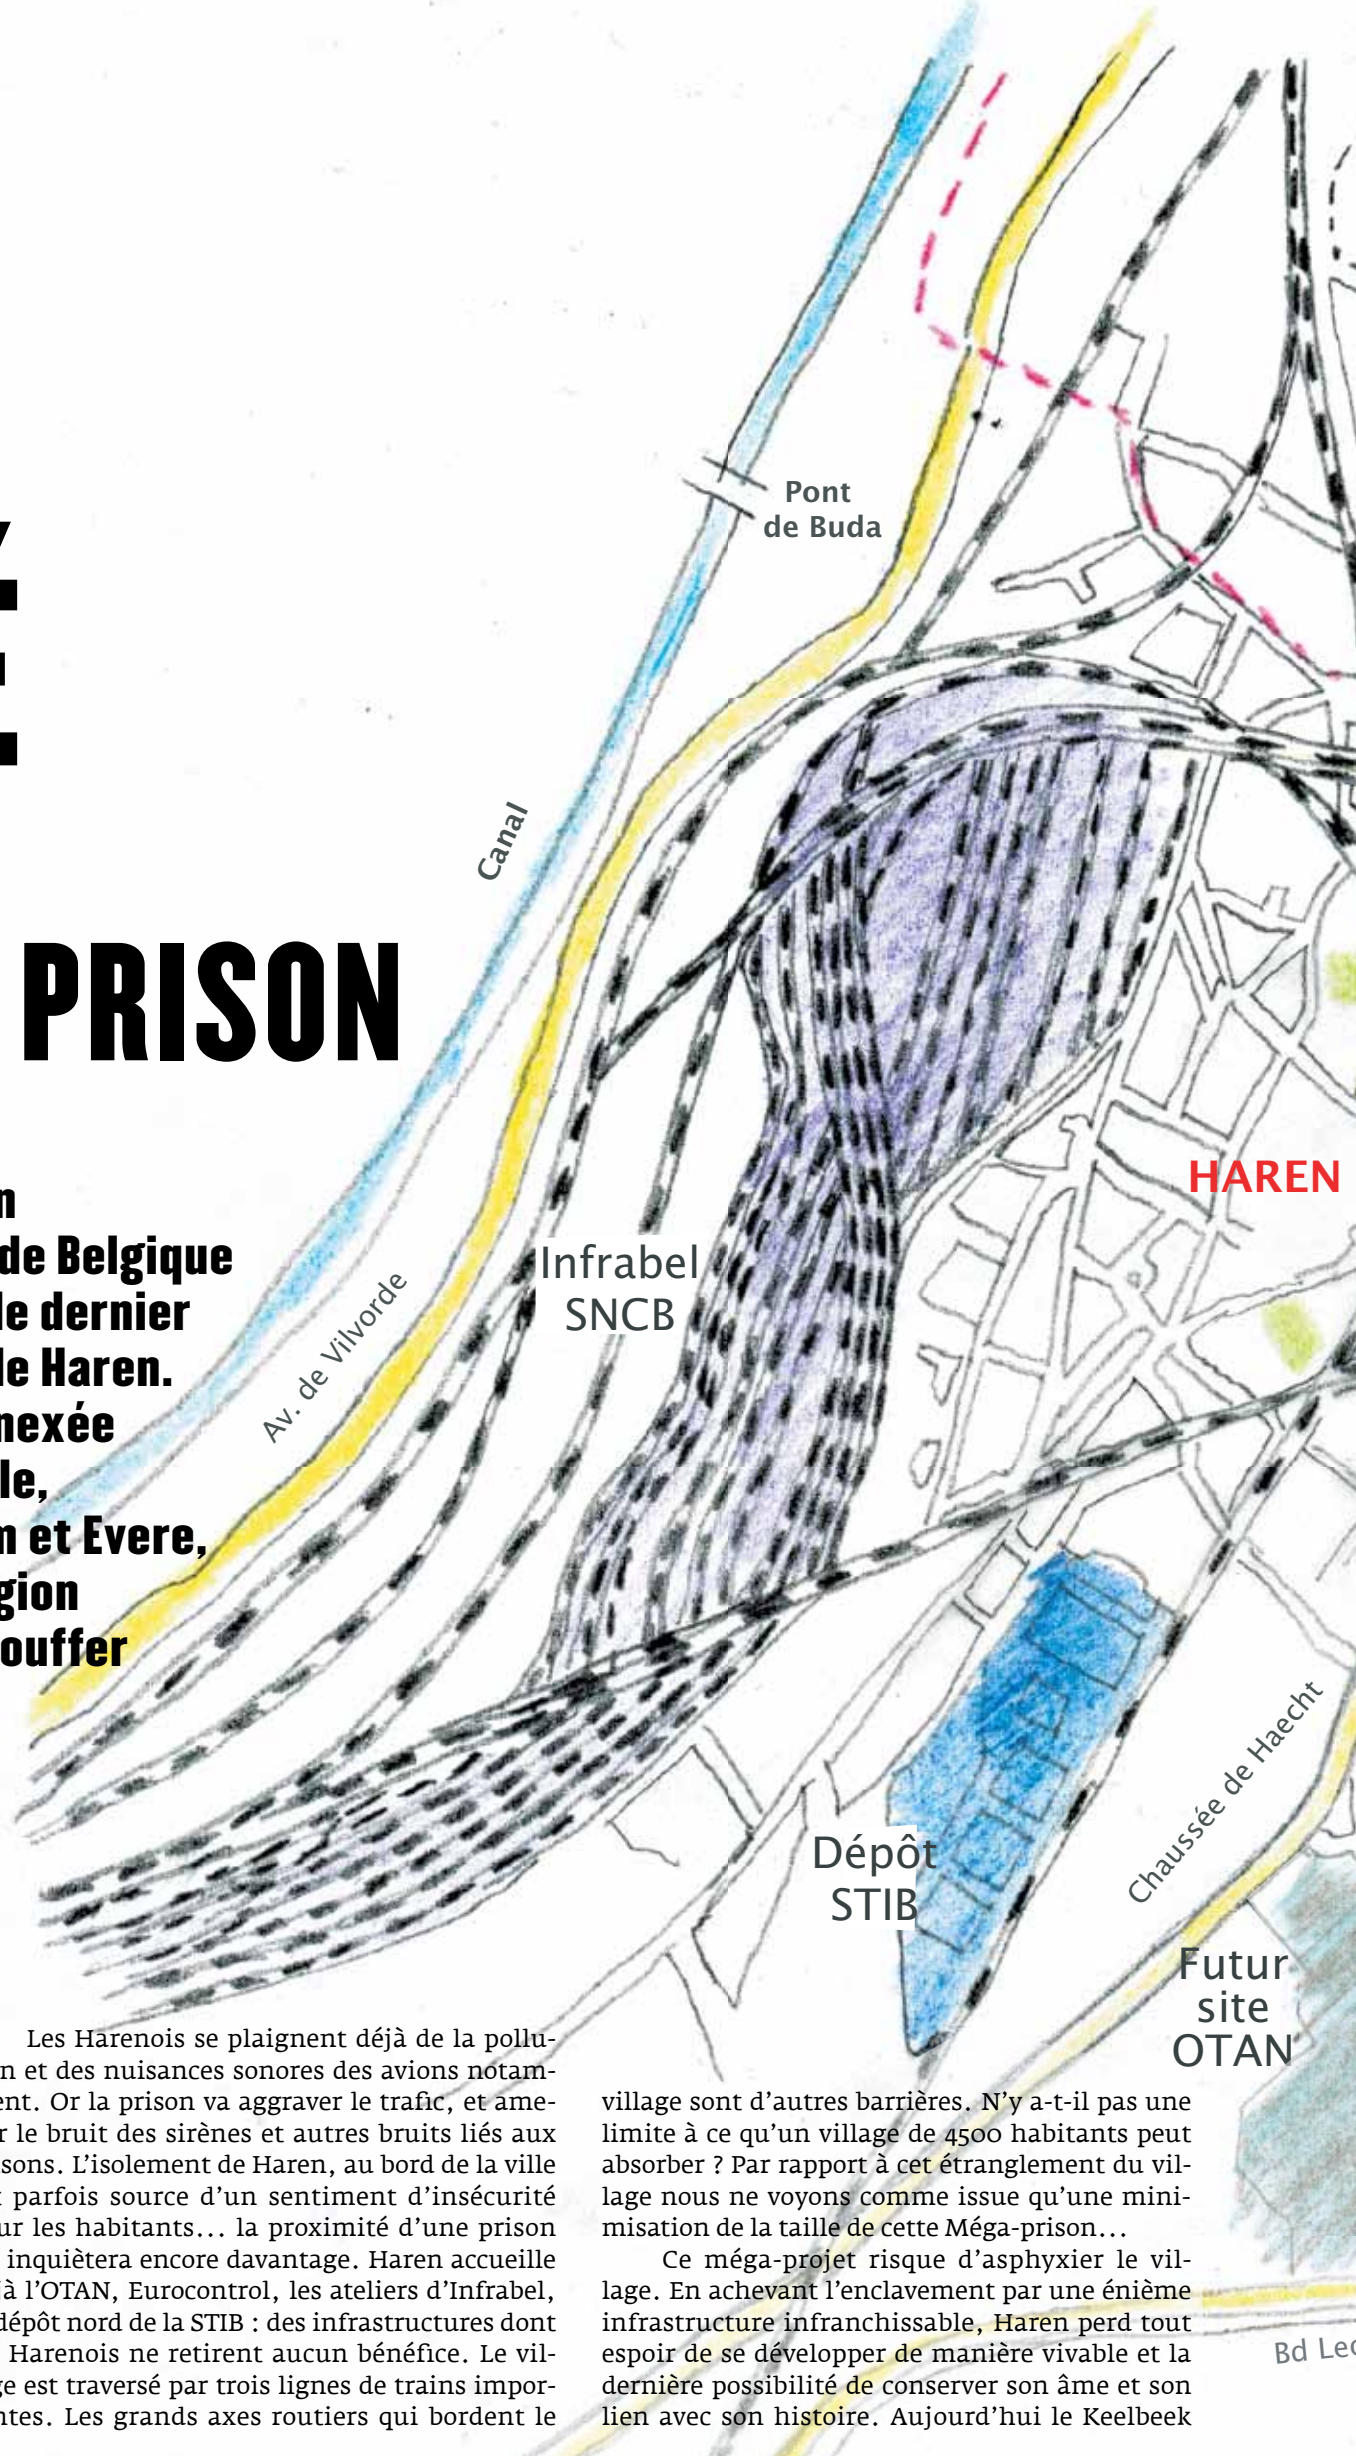 PRISON
n
de Belgique
le dernier
de Haren.
nexée
le,
m et Evere,
gion
ouffer
Pont
de Buda
Canal
Av. de Vilvorde
Infrabel
SNCB
HAREN
Dépôt
STIB
Chaussée de Haecht
Futur
site
OTAN
Bd
Les Harenois se plaignent déjà de la pollu-
n et des nuisances sonores des avions notam-
ent. Or la prison va aggraver le trafic, et ame-
r le bruit des sirènes et autres bruits liés aux
isons. L'isolement de Haren, au bord de la ville
t parfois source d'un sentiment d'insécurité
ur les habitants... la proximité d'une prison
inquiètera encore davantage. Haren accueille
jà l'OTAN, Eurocontrol, les ateliers d'Infrabel,
dépôt nord de la STIB : des infrastructures dont
Harenois ne retirent aucun bénéfice. Le vil-
ge est traversé par trois lignes de trains impor-
ntes. Les grands axes routiers qui bordent le
village sont d'autres barrières. N'y a-t-il pas une
limite à ce qu'un village de 4500 habitants peut
absorber ? Par rapport à cet étranglement du vil-
lage nous ne voyons comme issue qu'une mini-
misation de la taille de cette Méga-prison...
Ce méga-projet risque d'asphyxier le vil-
lage. En achevant l'enclavement par une énième
infrastructure infranchissable, Haren perd tout
espoir de se développer de manière vivable et la
dernière possibilité de conserver son âme et son
lien avec son histoire. Aujourd'hui le Keelbeek